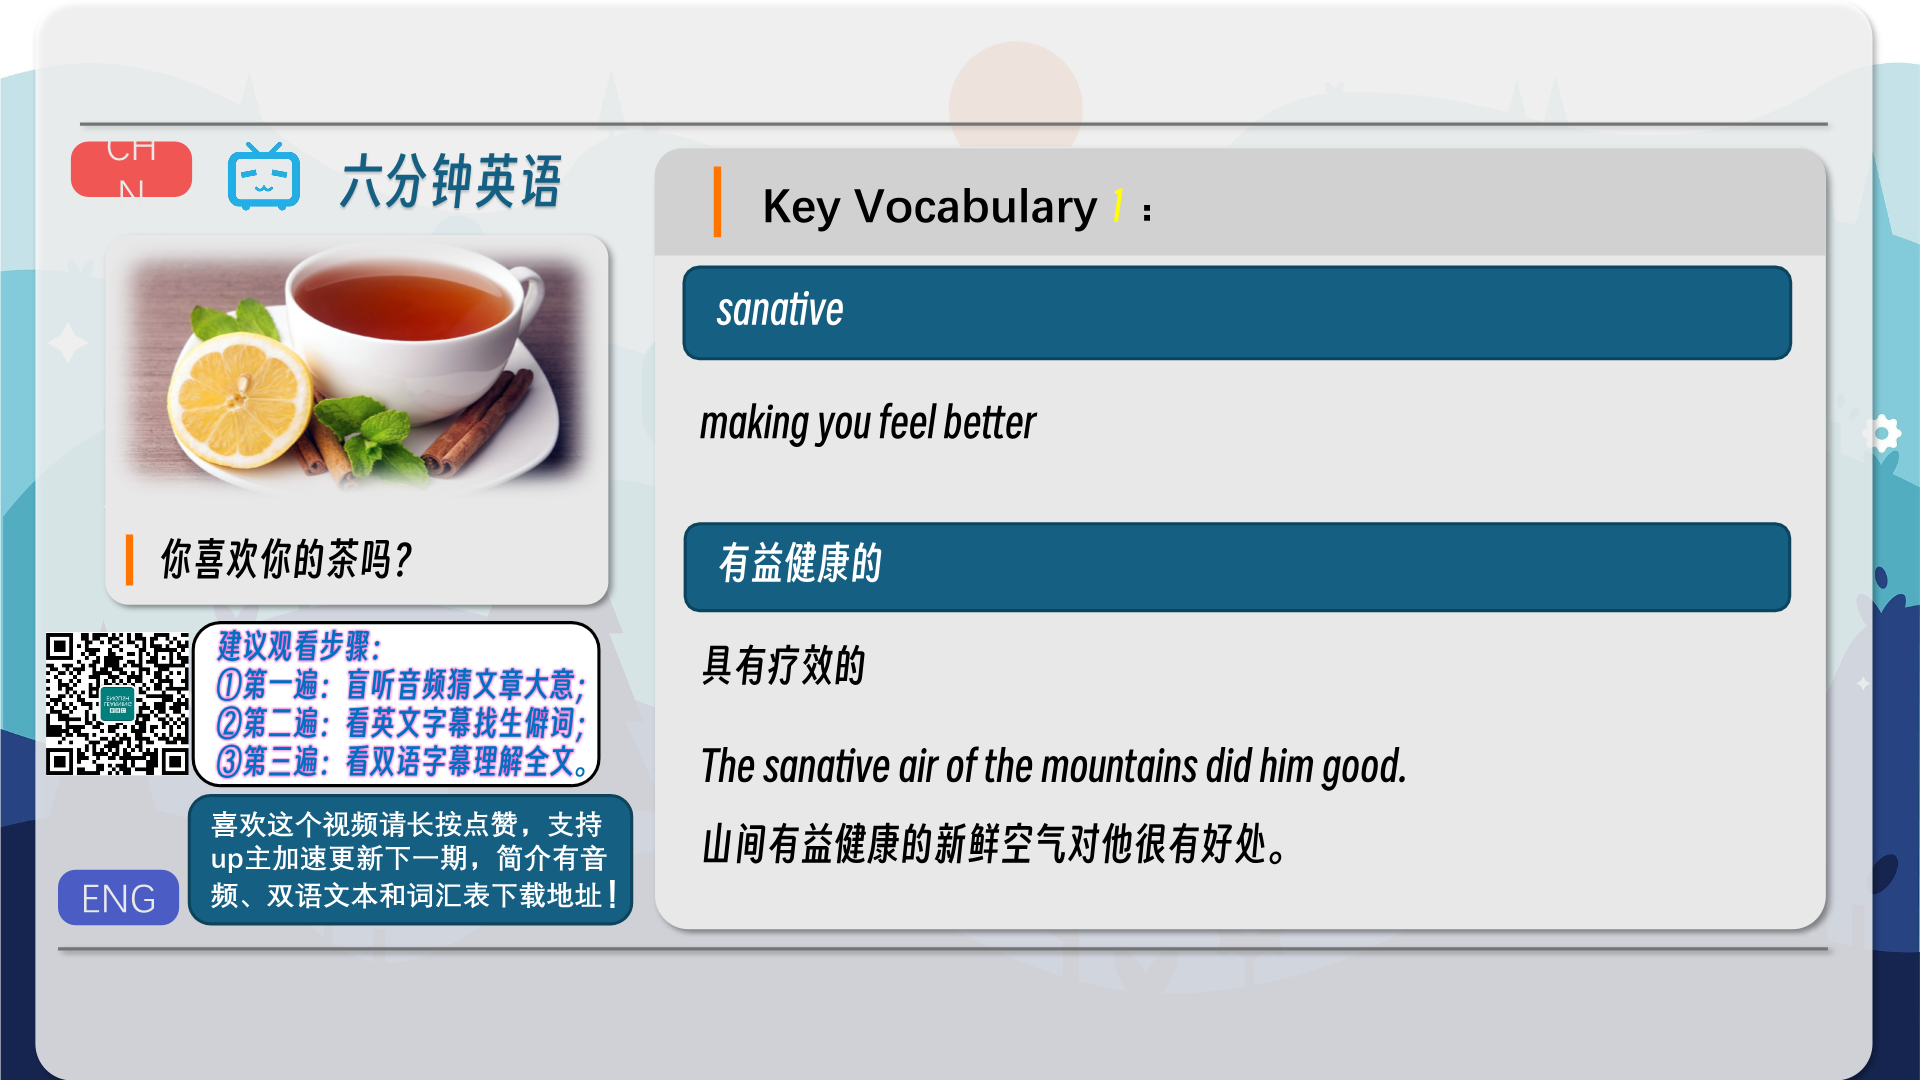 CH
N
六分钟英语
你喜欢你的茶吗?
建议观看步骤:
①第一遍: 盲听音频猜文章大意;
②第二遍: 看英文字幕找生僻词;
③第三遍: 看双语字幕理解全文。
喜欢这个视频请长按点赞，支持
up主加速更新下一期，简介有音
频、双语文本和词汇表下载地址！
ENG
Key Vocabulary 1：
sanative
making you feel better
有益健康的
具有疗效的
The sanative air of the mountains did him good.
山间有益健康的新鲜空气对他很有好处。